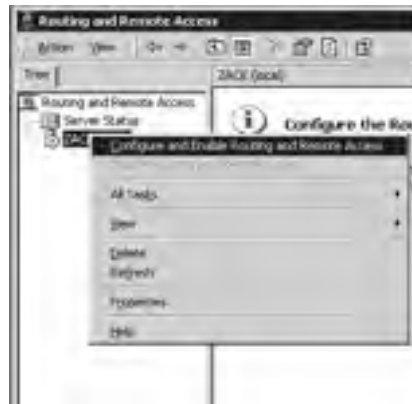 Routing and Remote Access
Action View
Tree
ZACK (local)
Routing and Remote Access
Server Status
Configure the Rou
Configure and Enable Routing and Remote Access
All Tasks
View
Delete
Refresh
Properties
Help